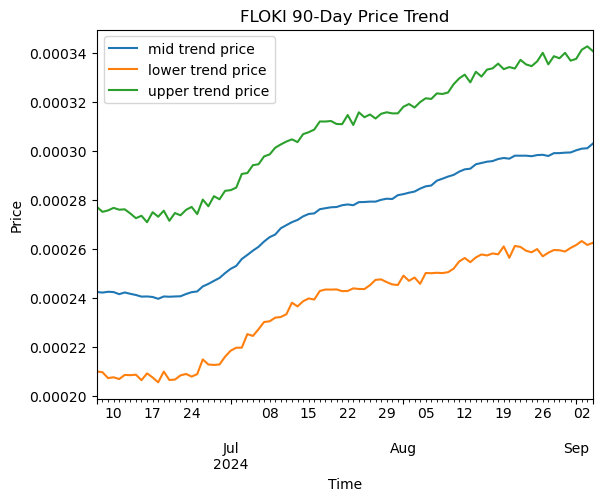 FLOKI 90-Day Price Trend
mid trend price
lower trend price
upper trend price
Price
0.00034
0.00032
0.00030
0.00028
0.00026
0.00024
0.00022
0.00020
10 17 24 08 15 22 29 05 12 19 26 02
Jul Aug Sep
2024
Time